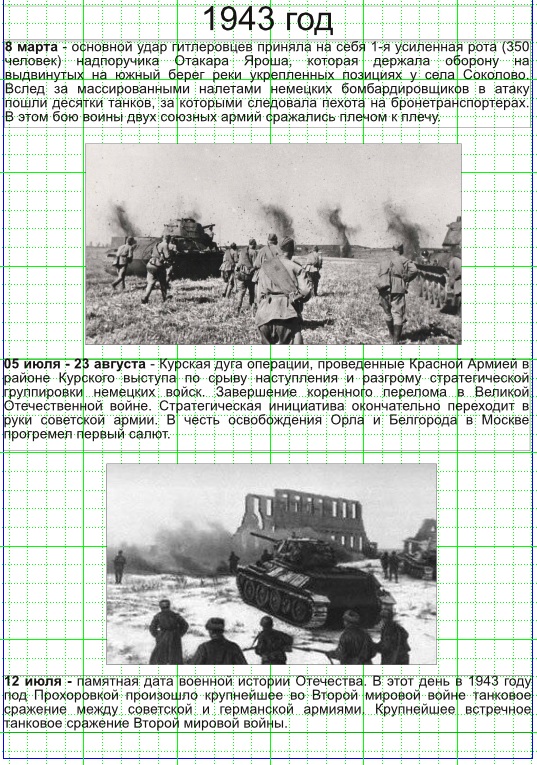 1943 год
8 марта - основной удар гитлеровцев приняла на себя 1-я усиленная рота (350
человек) надпоручика Отакара Яроша, которая держала оборону на
выдвинутых на южный берег реки укрепленных позициях у села Соколово.
Вслед за массированными налетами немецких бомбардировщиков в атаку
пошли десятки танков, за которыми следовала пехота на бронетранспортерах.
В этом бою воины двух союзных армий сражались плечом к плечу.
05 июля - 23 августа - Курская дуга операции, проведенные Красной Армией в
районе Курского выступа по срыву наступления и разгрому стратегической
группировки немецких войск. Завершение коренного перелома в Великой
Отечественной войне. Стратегическая инициатива окончательно переходит в
руки советской армии. В честь освобождения Орла и Белгорода в Москве
прогремел первый салют.
12 июля - памятная дата военной истории Отечества. В этот день в 1943 году
под Прохоровкой произошло крупнейшее во Второй мировой войне танковое
сражение между советской и германской армиями. Крупнейшее встречное
танковое сражение Второй мировой войны.